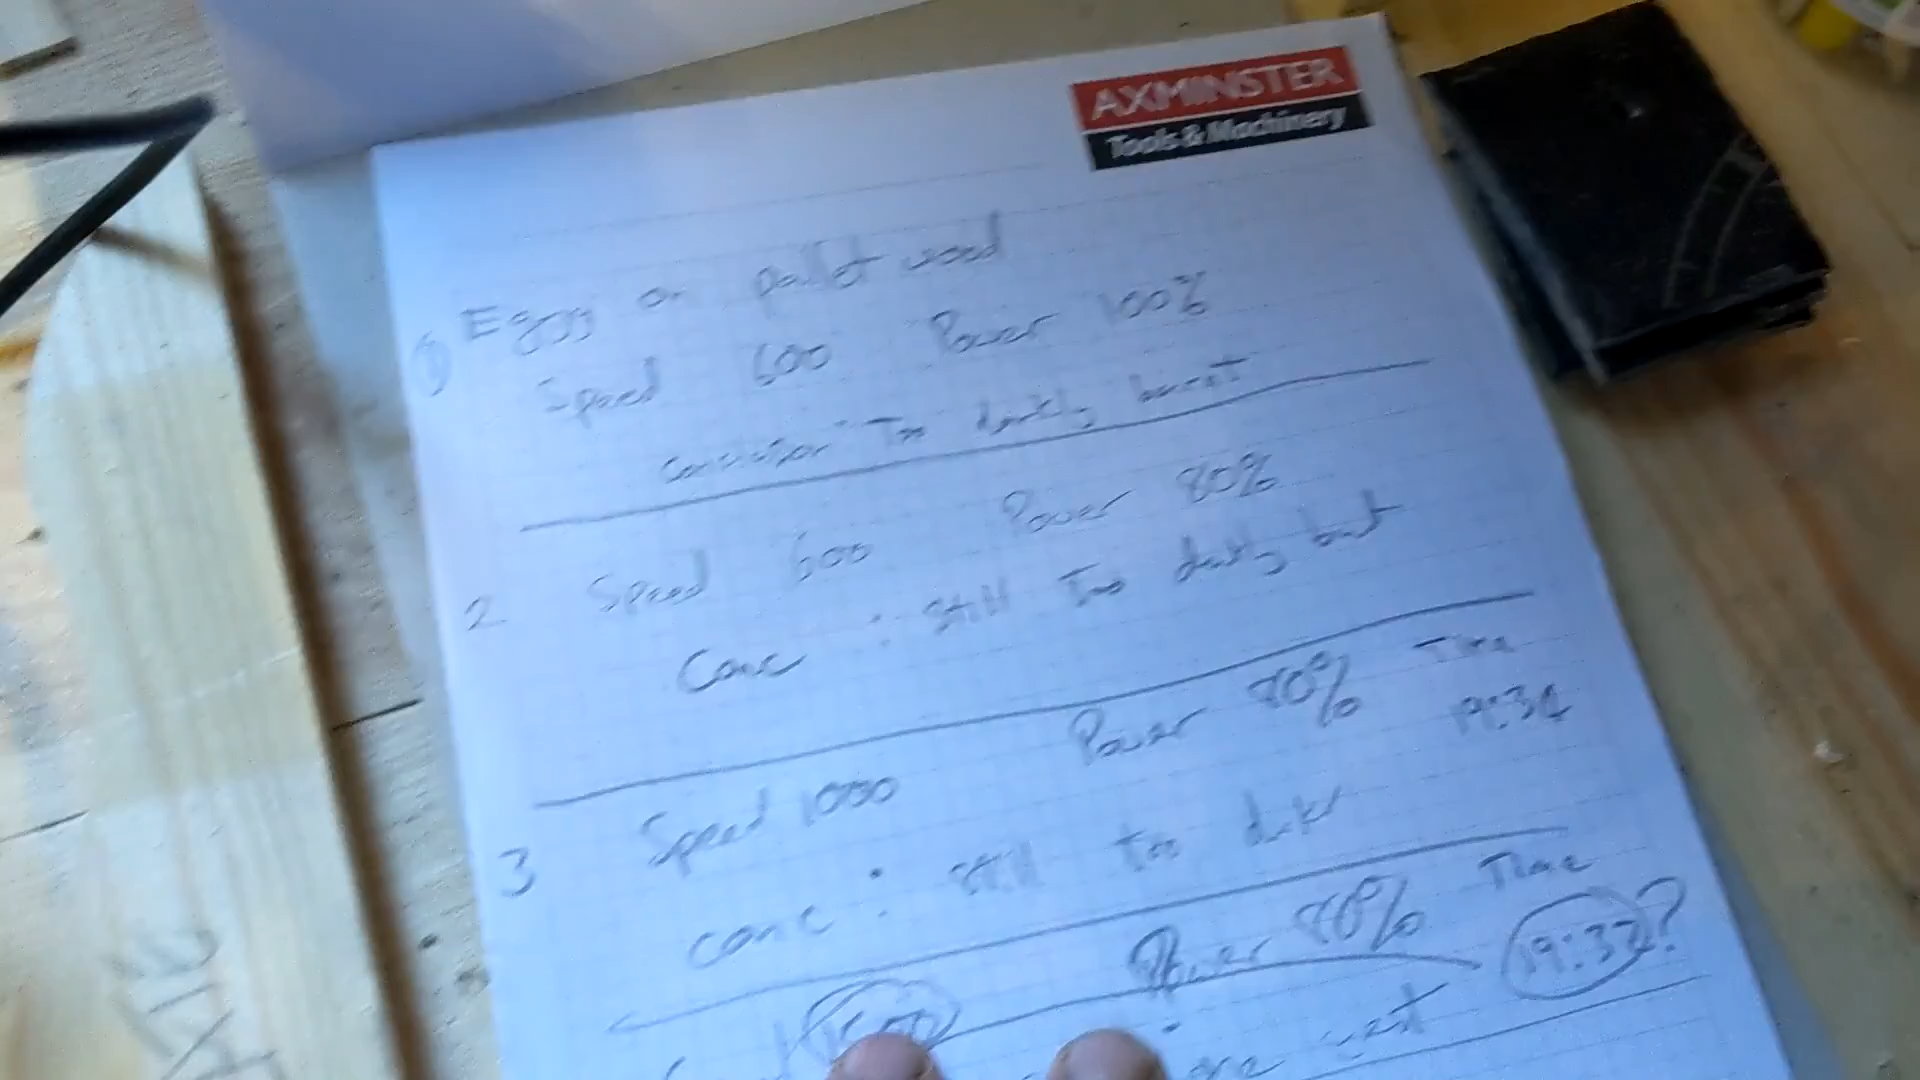 AXMINSTER
Tools & Machinery
Eggg on pallet wood
① Speed 600 Power 100%
Conclusion Too darkly burnt
2 Speed 600 Power 80%
Conc : Still Too darkly burnt
3 Speed 1000 Power 80% Time 19:34
conc : Still too dark
Power 80% Time 19:32?